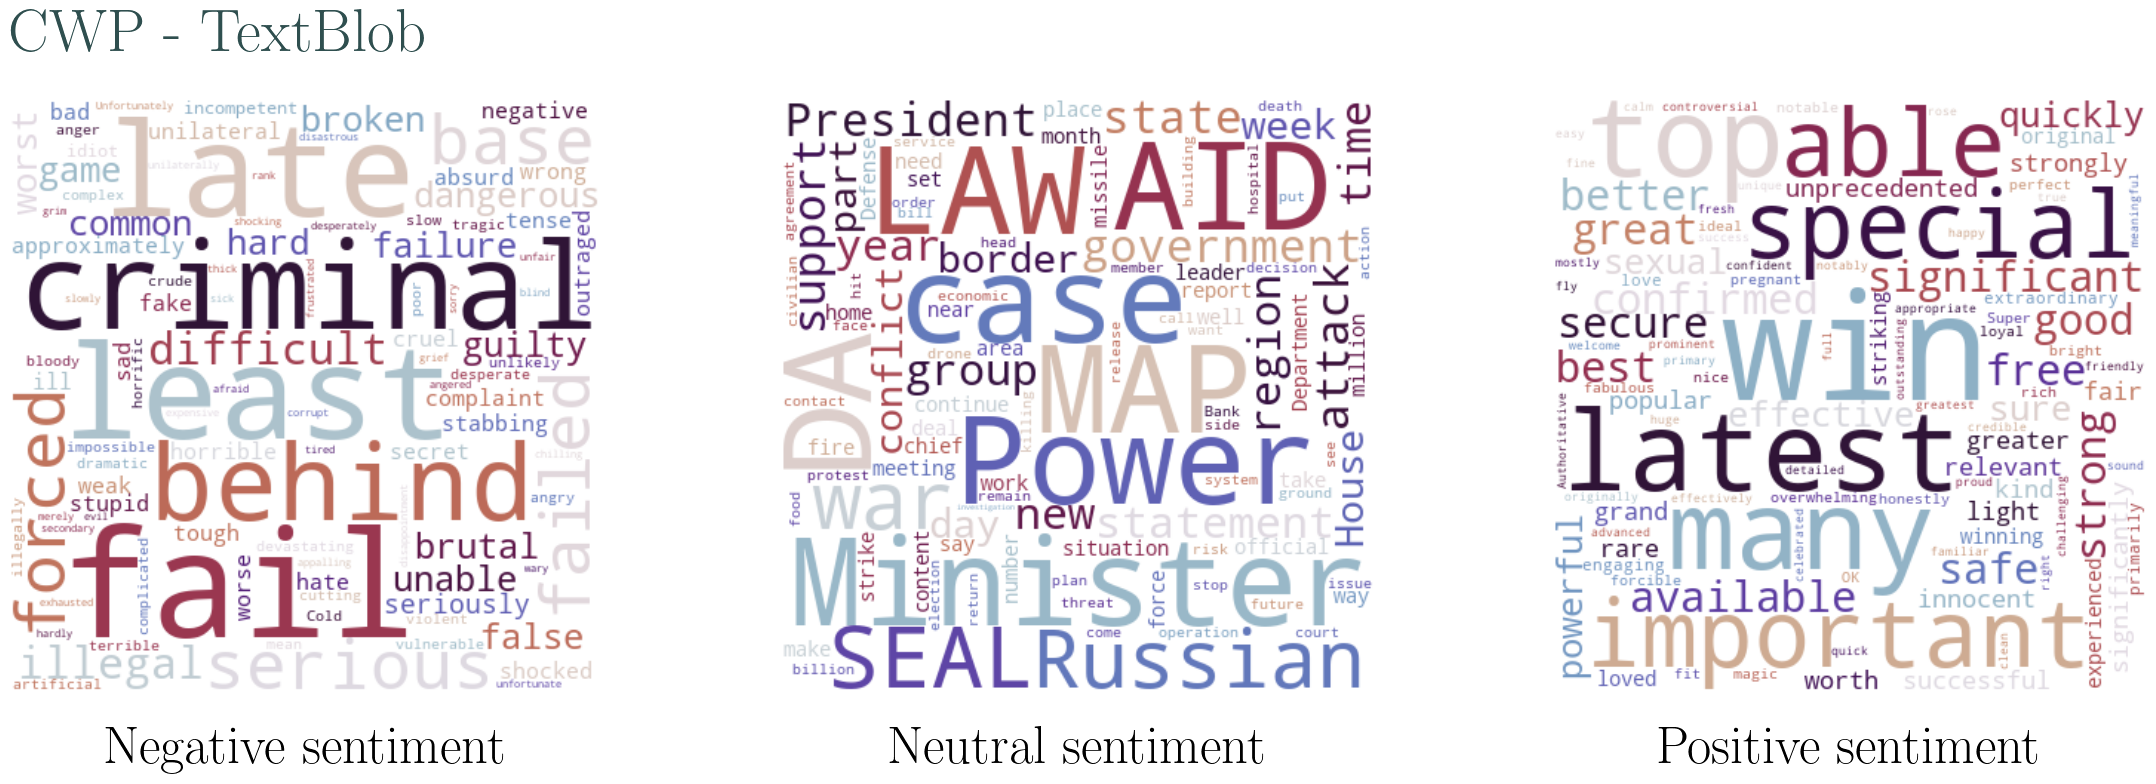 CWP - TextBlob
bad Unfortunately incompetent broken negative
worst anger late unilateral disastrous base
idiot unilaterally
game absurd wrong
complex rank dangerous
grim common shocking desperately slow tragic tense
approximately hard failure outraged
criminal thick unfair
crude frustrated
slowly fake sick poor sorry blind
difficult cruel guilty
bloody sad horrific least grief unlikely
ill afraid angered desperate
complaint failed
forced expensive corrupt stabbing
impossible horrible behind tired secret chilling
dramatic
weak angry
illegally stupid disappointment
merely evil
secondary tough
fail devastating brutal
complicated worse appalling unable wary
hate cutting
exhausted Cold seriously
hardly violent false
terrible mean vulnerable
illegal serious shocked
artificial unfortunate
Negative sentiment
President place state death week time
month
support part Defense service LAW missile AID building hospital
need
agreement set
order put
bill
year head government action
border member leader decision
civilian hit conflict case report region attack
home economic
face near call well Department million
want
DA drone area release
group MAP
contact continue killing Bank
deal side
fire chief Power House see
protest meeting
war work system take
food remain ground
investigation
day new statement
Minister strike content say number situation risk official
election return plan force stop issue
threat future way
make SEAL Russian come operation court
billion
Neutral sentiment
calm controversial notable rose quickly
easy top able original
fine strongly
unique unprecedented perfect
better fresh special true meaningful
great ideal happy
success
mostly sexual confident notably significant
love pregnant
fly confirmed win striking appropriate extraordinary
secure Super good
loyal
welcome prominent full outstanding bright
best primary free friendly
nice
fabulous rich fair
popular huge effective greatest sure strong
credible
Authoritative latest greater
detailed relevant sound
proud kind challenging significantly
originally effectively overwhelming honestly
powerful grand many light primarily
advanced celebrated winning
rare familiar right
engaging OK safe experienced
forcible
available innocent
important clean
quick
loved fit magic worth successful
Positive sentiment